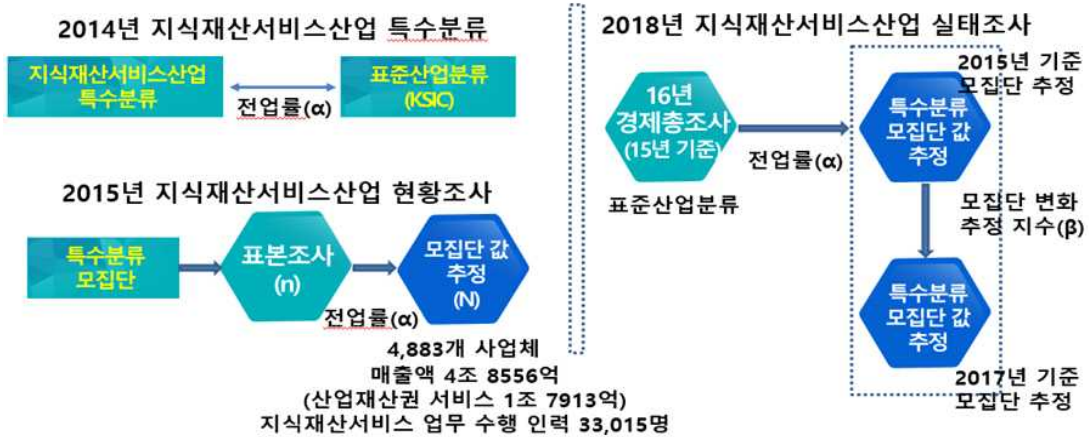 2014년 지식재산서비스산업 특수분류
지식재산서비스산업
특수분류
전업률(α)
표준산업분류
(KSIC)
2015년 지식재산서비스산업 현황조사
특수분류
모집단
표본조사
(n)
전업률(α)
모집단 값
추정
(N)
4,883개 사업체
매출액 4조 8556억
(산업재산권 서비스 1조 7913억)
지식재산서비스 업무 수행 인력 33,015명
2018년 지식재산서비스산업 실태조사
16년
경제총조사
(15년 기준)
표준산업분류
전업률(α)
2015년 기준
모집단 추정
특수분류
모집단 값
추정
모집단 변화
추정 지수(β)
특수분류
모집단 값
추정
2017년 기준
모집단 추정